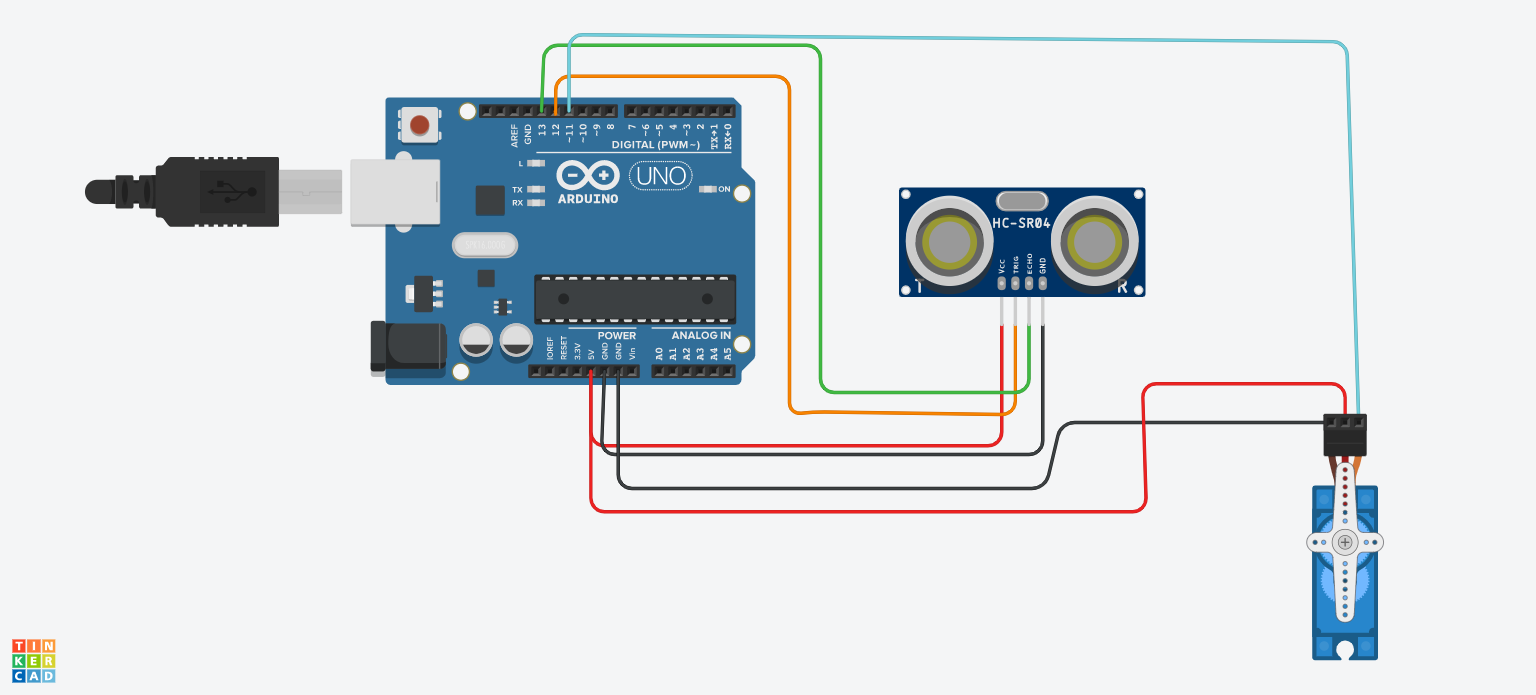 AREF
GND
13
12
~11
~10
~9
8
7
~6
~5
4
~3
2
TX→1
RX←0
DIGITAL (PWM~)
L
TX
RX
UNO
ON
ARDUINO
HC-SR04
VCC
TRIG
ECHO
GND
T
R
POWER
ANALOG IN
IOREF
RESET
3.3V
5V
GND
GND
Vin
A0
A1
A2
A3
A4
A5
TIN
KER
CAD